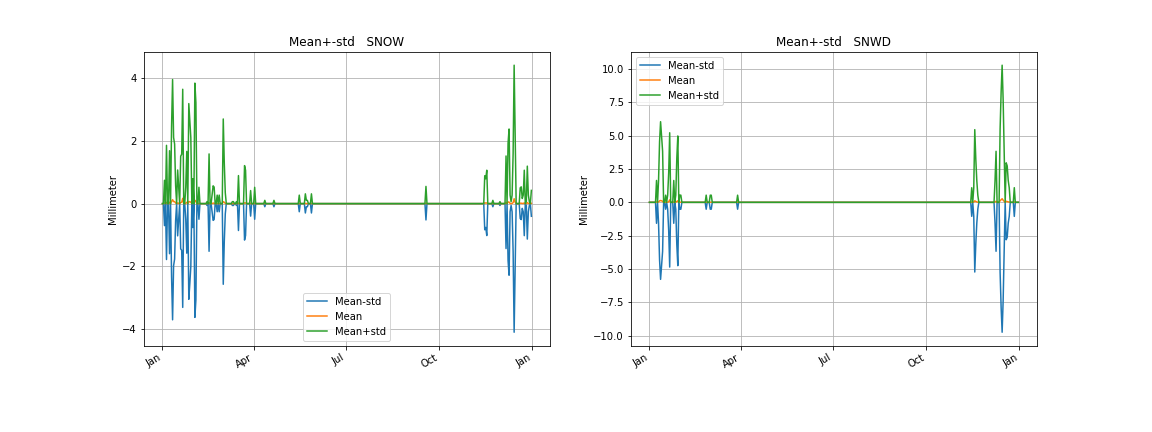 Mean+-std   SNOW
Millimeter
4
2
0
−2
−4
Jan
Apr
Jul
Oct
Jan
Mean-std
Mean
Mean+std
Mean+-std   SNWD
Millimeter
10.0
7.5
5.0
2.5
0.0
−2.5
−5.0
−7.5
−10.0
Jan
Apr
Jul
Oct
Jan
Mean-std
Mean
Mean+std